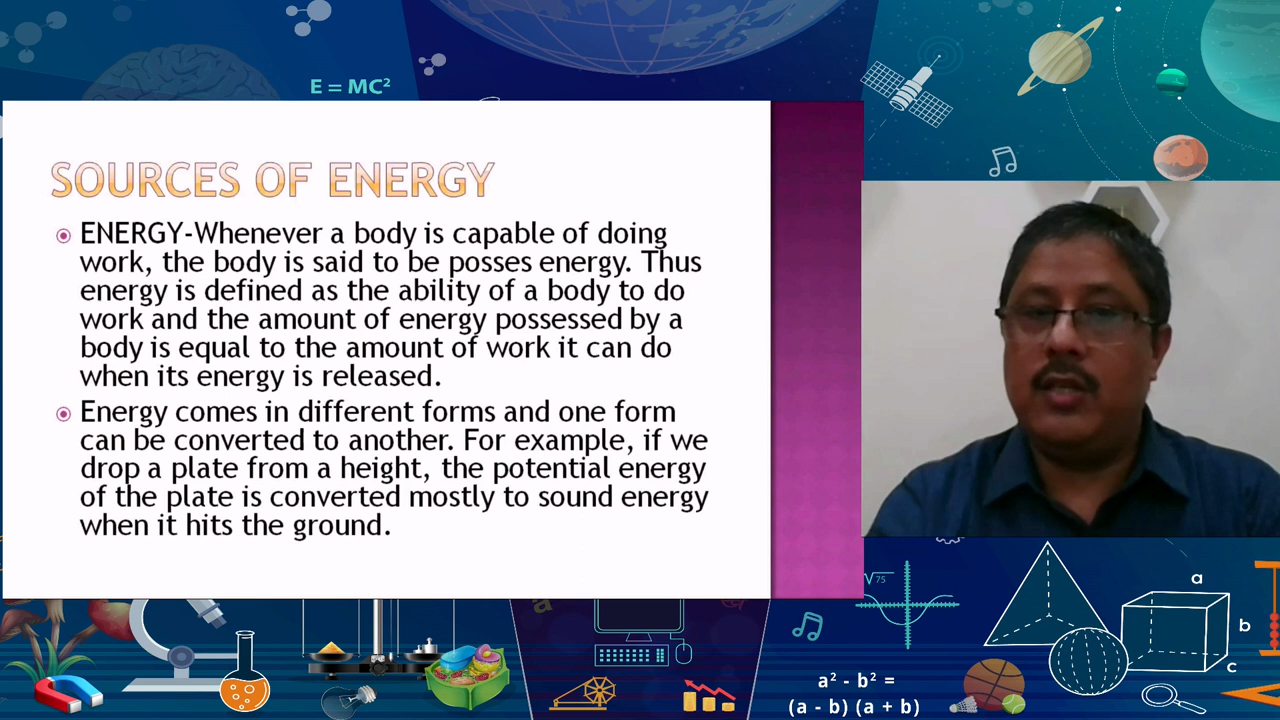 E = MC²
SOURCES OF ENERGY
ENERGY-Whenever a body is capable of doing
work, the body is said to be posses energy. Thus
energy is defined as the ability of a body to do
work and the amount of energy possessed by a
body is equal to the amount of work it can do
when its energy is released.
Energy comes in different forms and one form
can be converted to another. For example, if we
drop a plate from a height, the potential energy
of the plate is converted mostly to sound energy
when it hits the ground.
√75
a
b
c
a
a² - b² =
(a - b) (a + b)